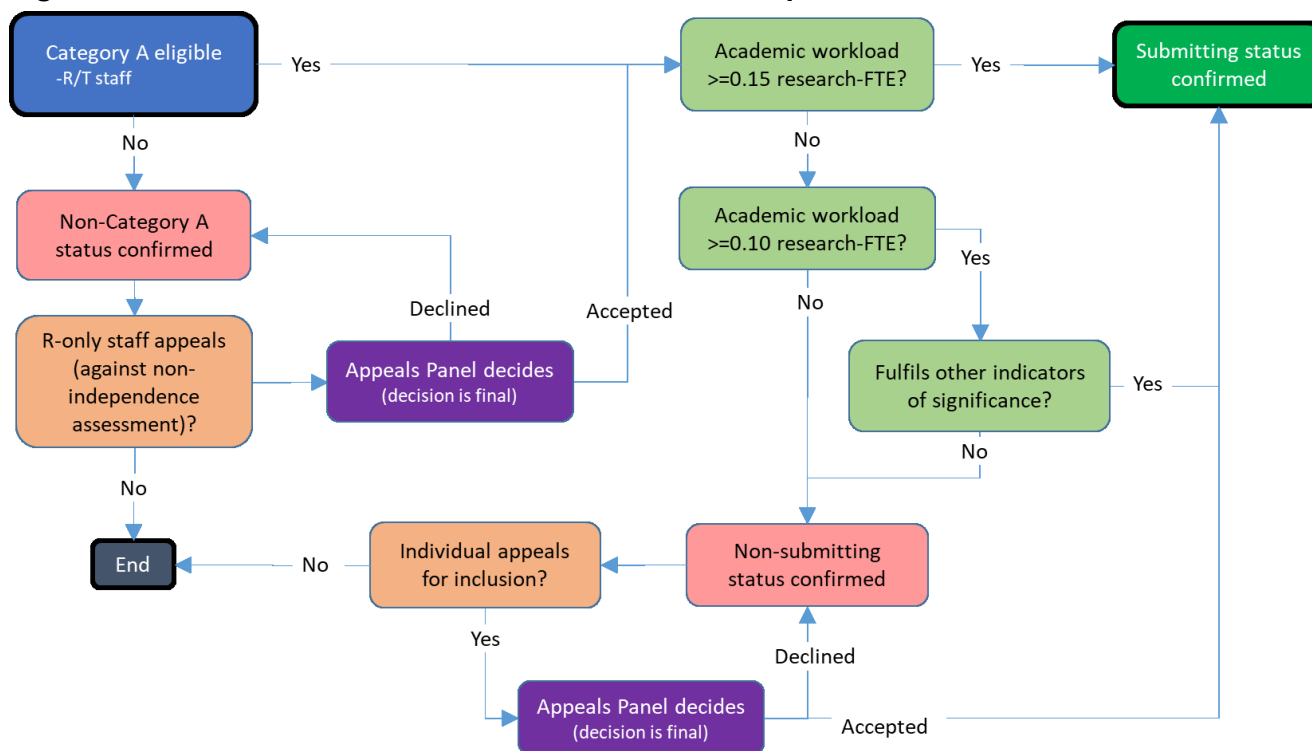 Category A eligible
-R/T staff
Yes
Academic workload
>=0.15 research-FTE?
Yes
Submitting status
confirmed
No
No
Non-Category A
status confirmed
Academic workload
>=0.10 research-FTE?
Yes
Declined
Accepted
No
R-only staff appeals
(against non-
independence
assessment)?
Appeals Panel decides
(decision is final)
Fulfils other indicators
of significance?
Yes
No
No
End
No
Individual appeals
for inclusion?
Non-submitting
status confirmed
Yes
Declined
Appeals Panel decides
(decision is final)
Accepted